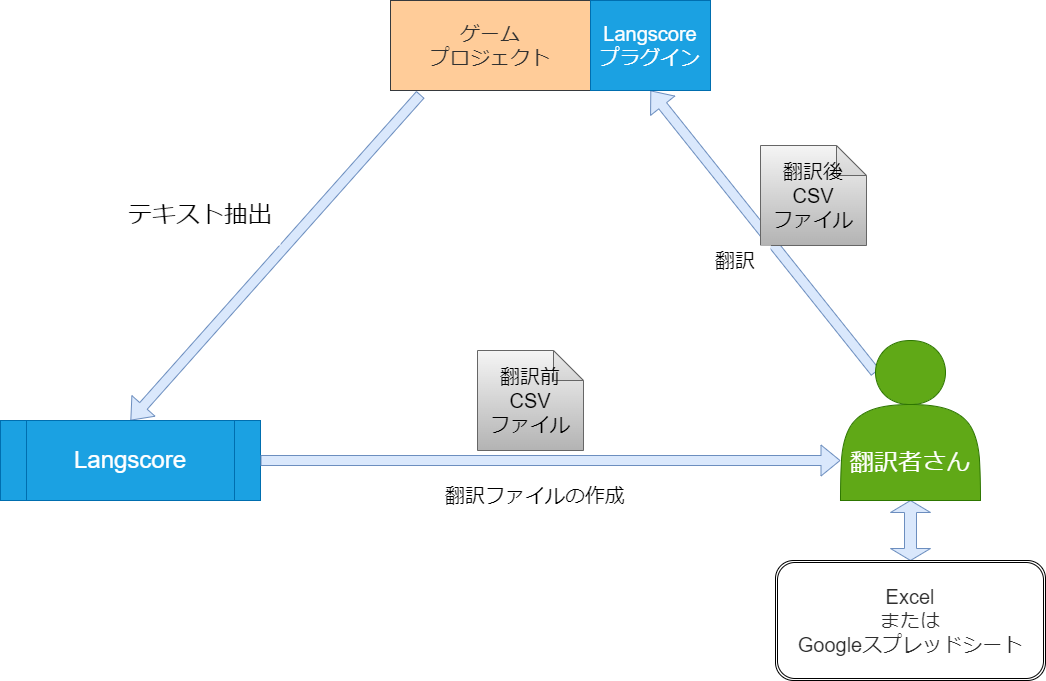 ゲーム
プロジェクト
Langscore
プラグイン
翻訳後
CSV
ファイル
テキスト抽出
翻訳
翻訳前
CSV
ファイル
Langscore
翻訳者さん
翻訳ファイルの作成
Excel
または
Googleスプレッドシート